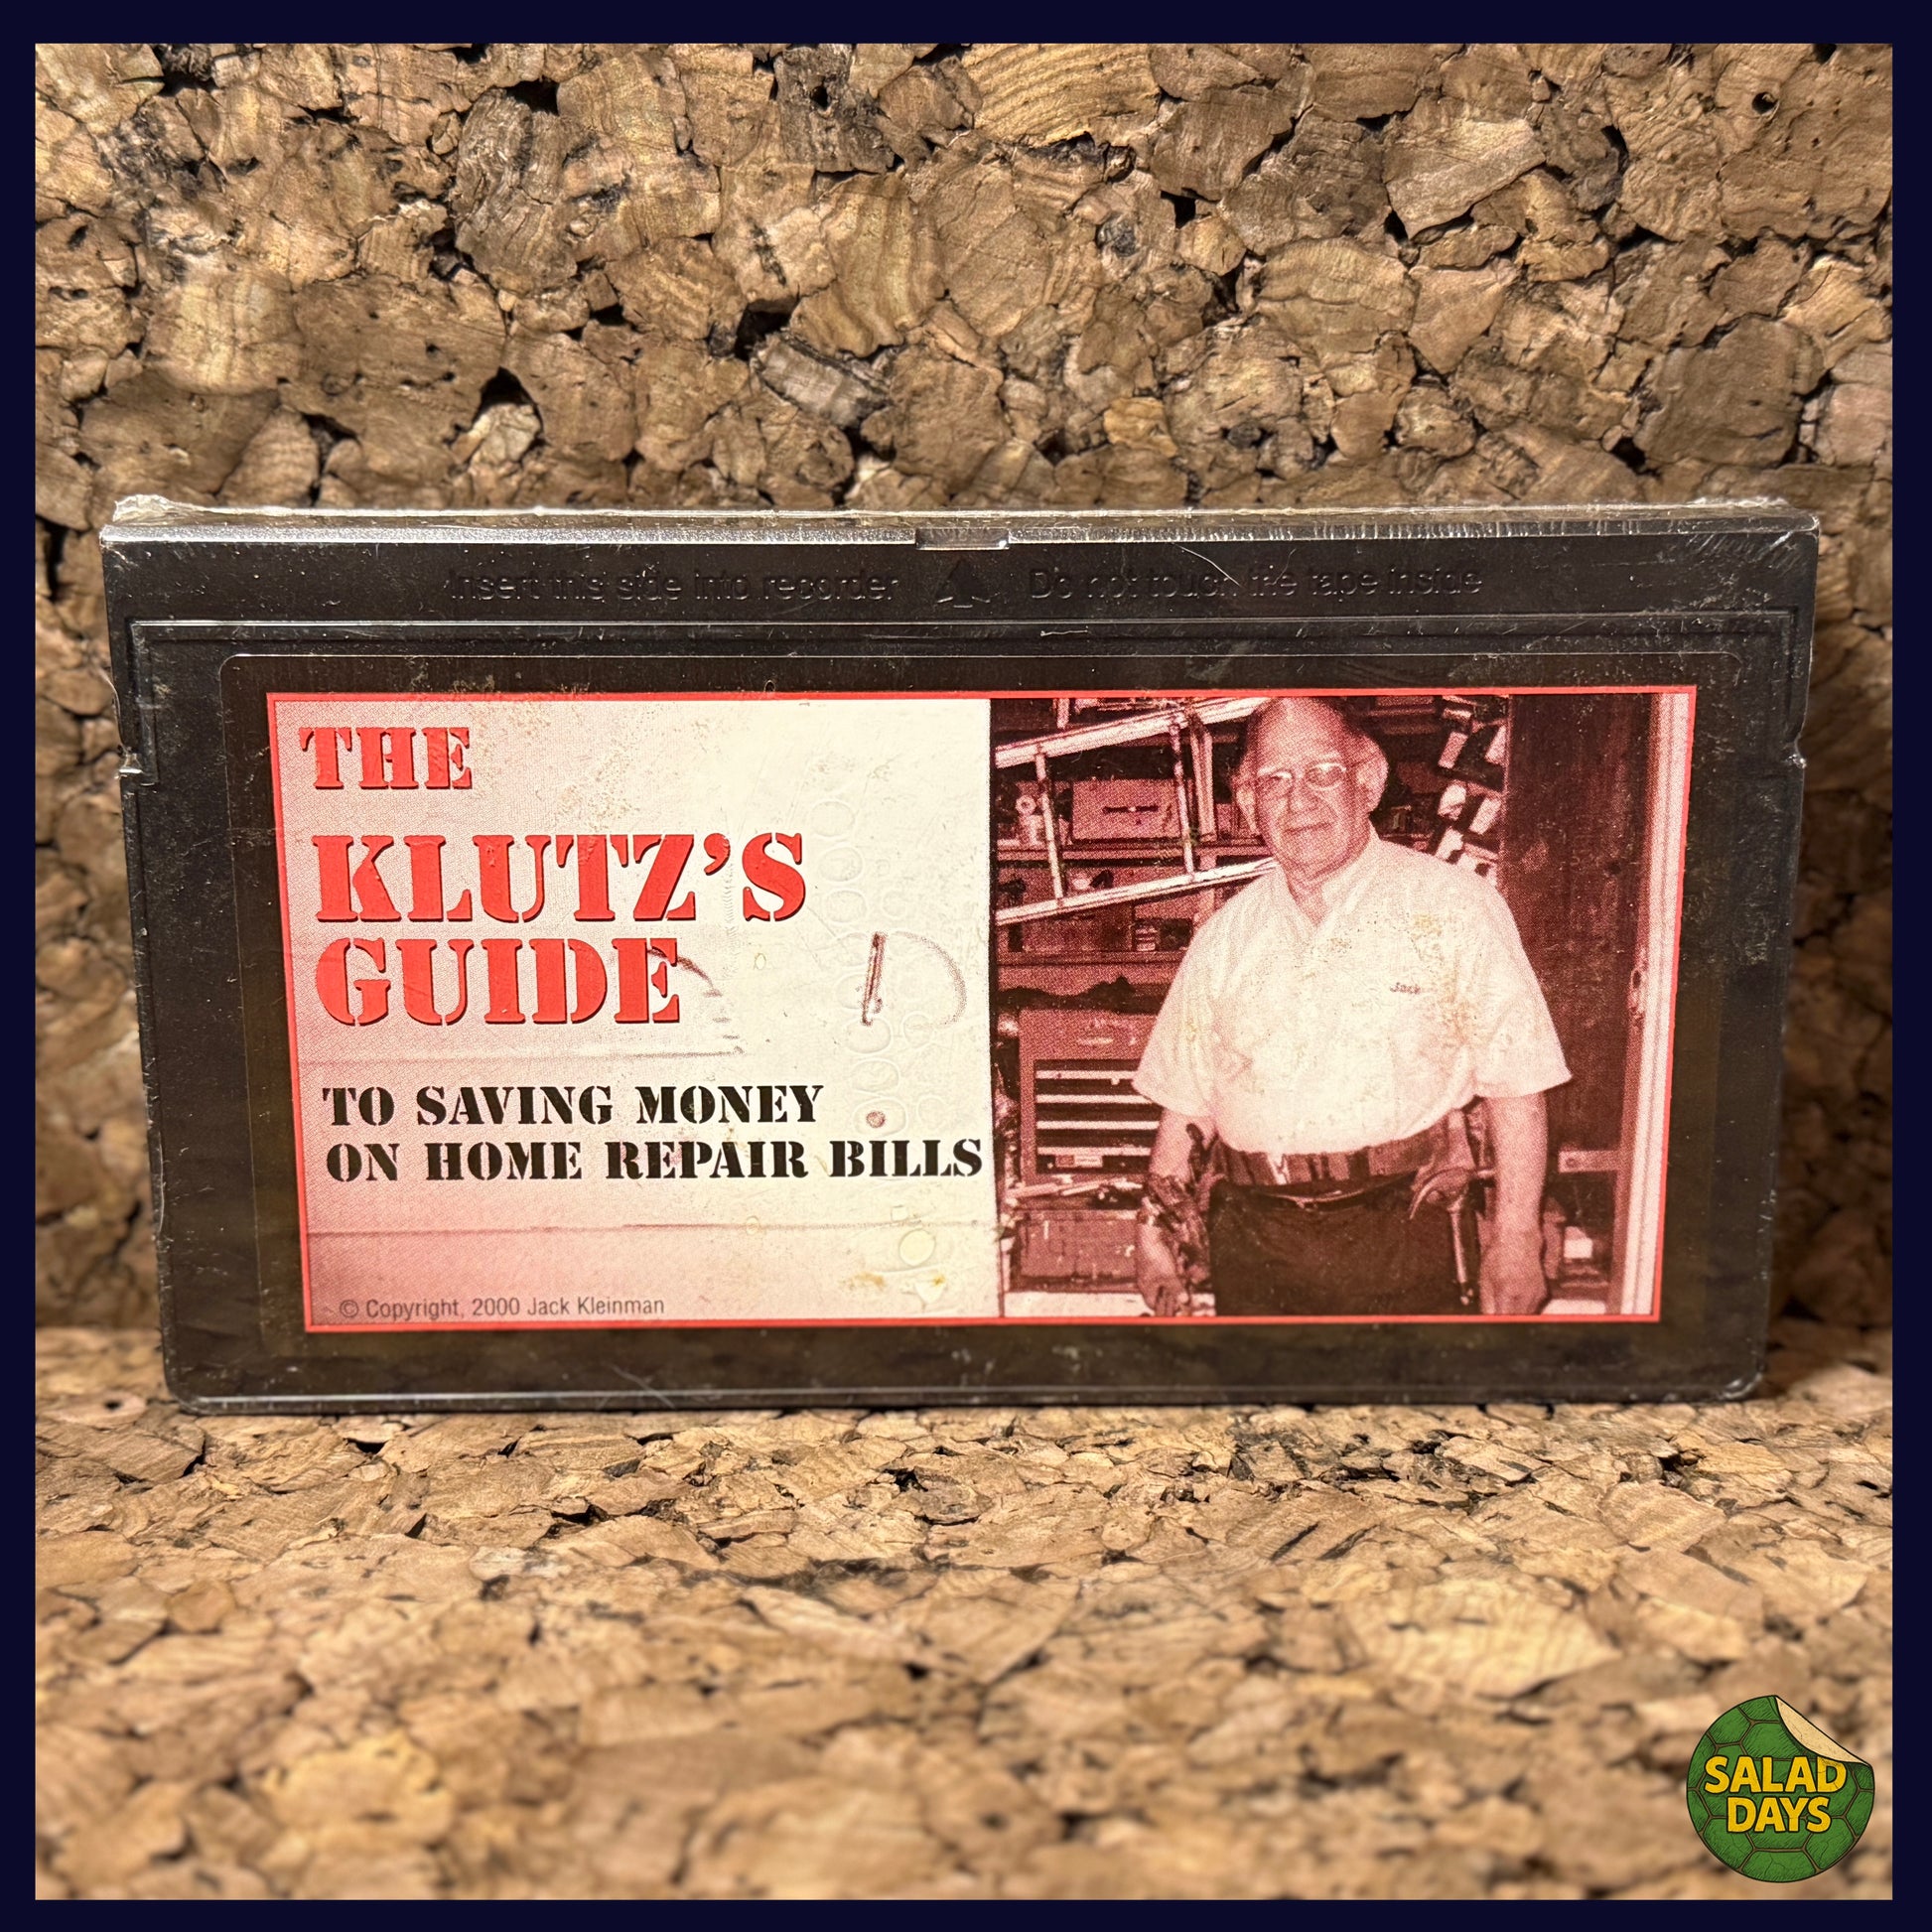 Insert this side into recorder Do not touch the tape inside
THE
KLUTZ'S
GUIDE
TO SAVING MONEY
ON HOME REPAIR BILLS
© Copyright, 2000 Jack Kleinman
Jack
SALAD
DAYS